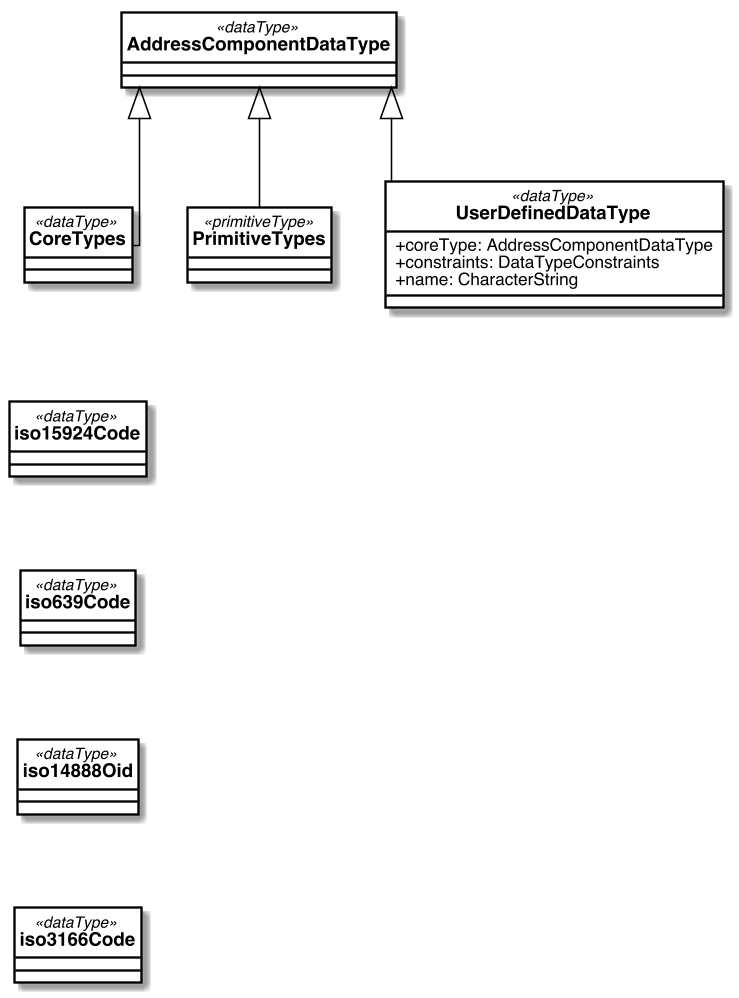 «dataType»
AddressComponentDataType
«dataType»
CoreTypes
«primitiveType»
PrimitiveTypes
«dataType»
UserDefinedDataType
+coreType: AddressComponentDataType
+constraints: DataTypeConstraints
+name: CharacterString
«dataType»
iso15924Code
«dataType»
iso639Code
«dataType»
iso14888Oid
«dataType»
iso3166Code